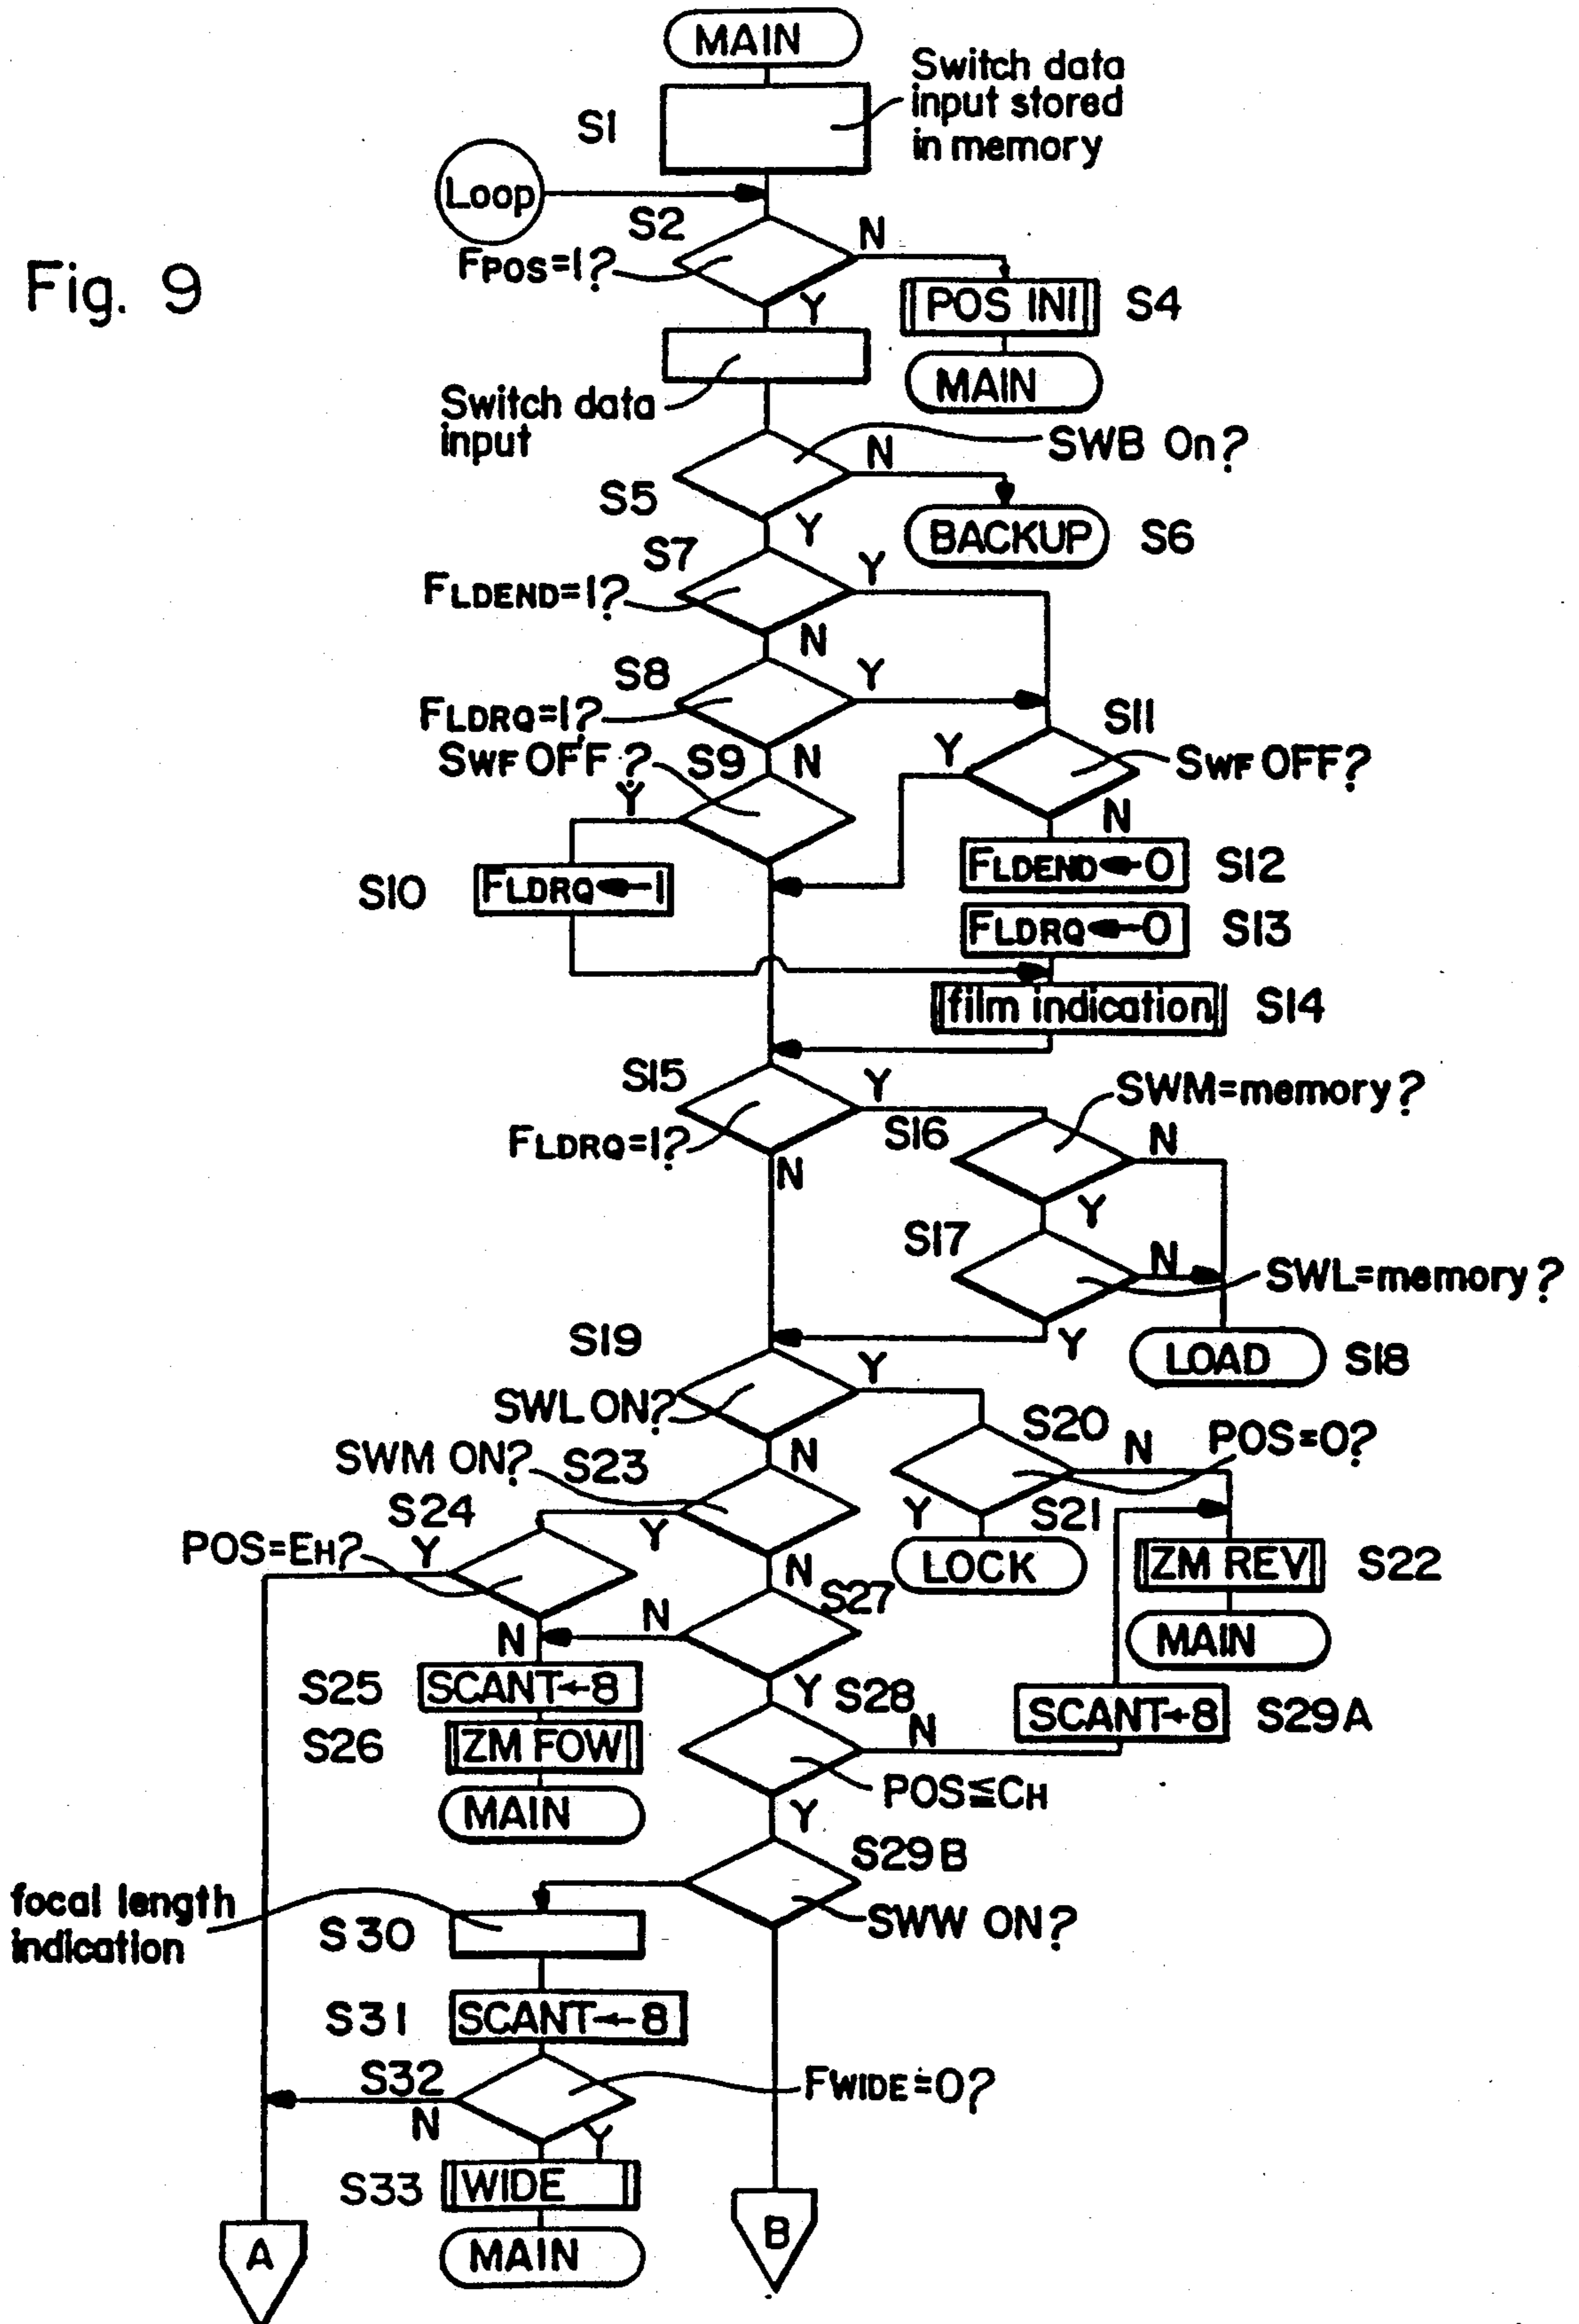 MAIN
Switch data
input stored
in memory
S1
Loop
S2
N
FPOS=1?
Fig. 9
POS INI
S4
Y
MAIN
Switch data
input
SWB On?
N
S5
BACKUP
S6
Y
S7
Y
FLDEND=1?
N
S8
Y
FLDRQ=1?
S11
SWF OFF?
S9
N
Y
SWF OFF?
Y
N
S10
FLDRQ←1
FLDEND←0
S12
FLDRQ←0
S13
film indication
S14
S15
Y
SWM=memory?
FLDRQ=1?
S16
N
N
Y
S17
N
SWL=memory?
S19
Y
LOAD
S18
Y
SWL ON?
S20
N
POS=0?
SWM ON?
S23
N
S24
Y
Y
S21
POS=EH?
Y
LOCK
ZM REV
S22
N
S27
N
N
MAIN
S25
SCANT←8
Y
S28
N
SCANT←8
S29A
S26
ZM FOW
POS≦CH
MAIN
Y
S29B
focal length
indication
S30
SWW ON?
S31
SCANT←8
S32
FWIDE=0?
N
Y
S33
WIDE
MAIN
A
B